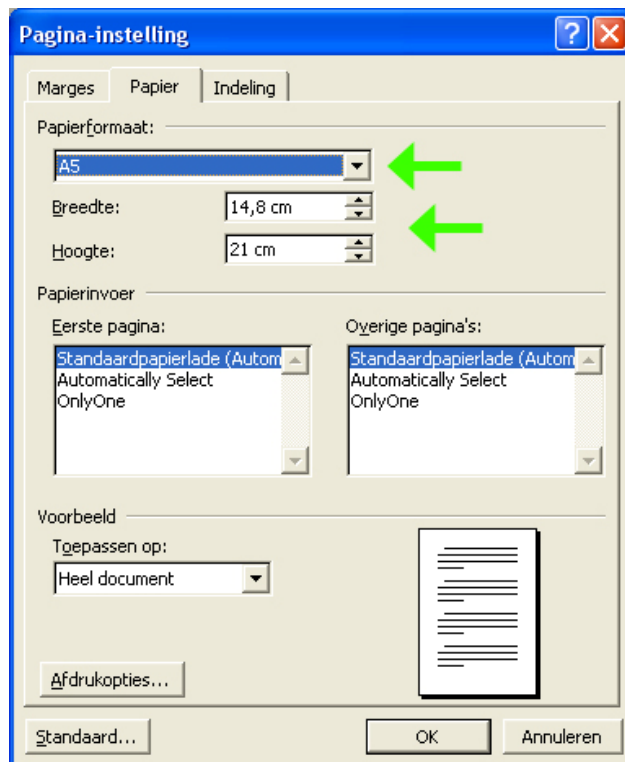 Pagina-instelling
Marges Papier Indeling
Papierformaat:
A5
Breedte: 14,8 cm
Hoogte: 21 cm
Papierinvoer
Eerste pagina: Overige pagina's:
Standaardpapierlade (Autom Standaardpapierlade (Autom
Automatically Select Automatically Select
OnlyOne OnlyOne
Voorbeeld
Toepassen op:
Heel document
Afdrukopties...
Standaard... OK Annuleren